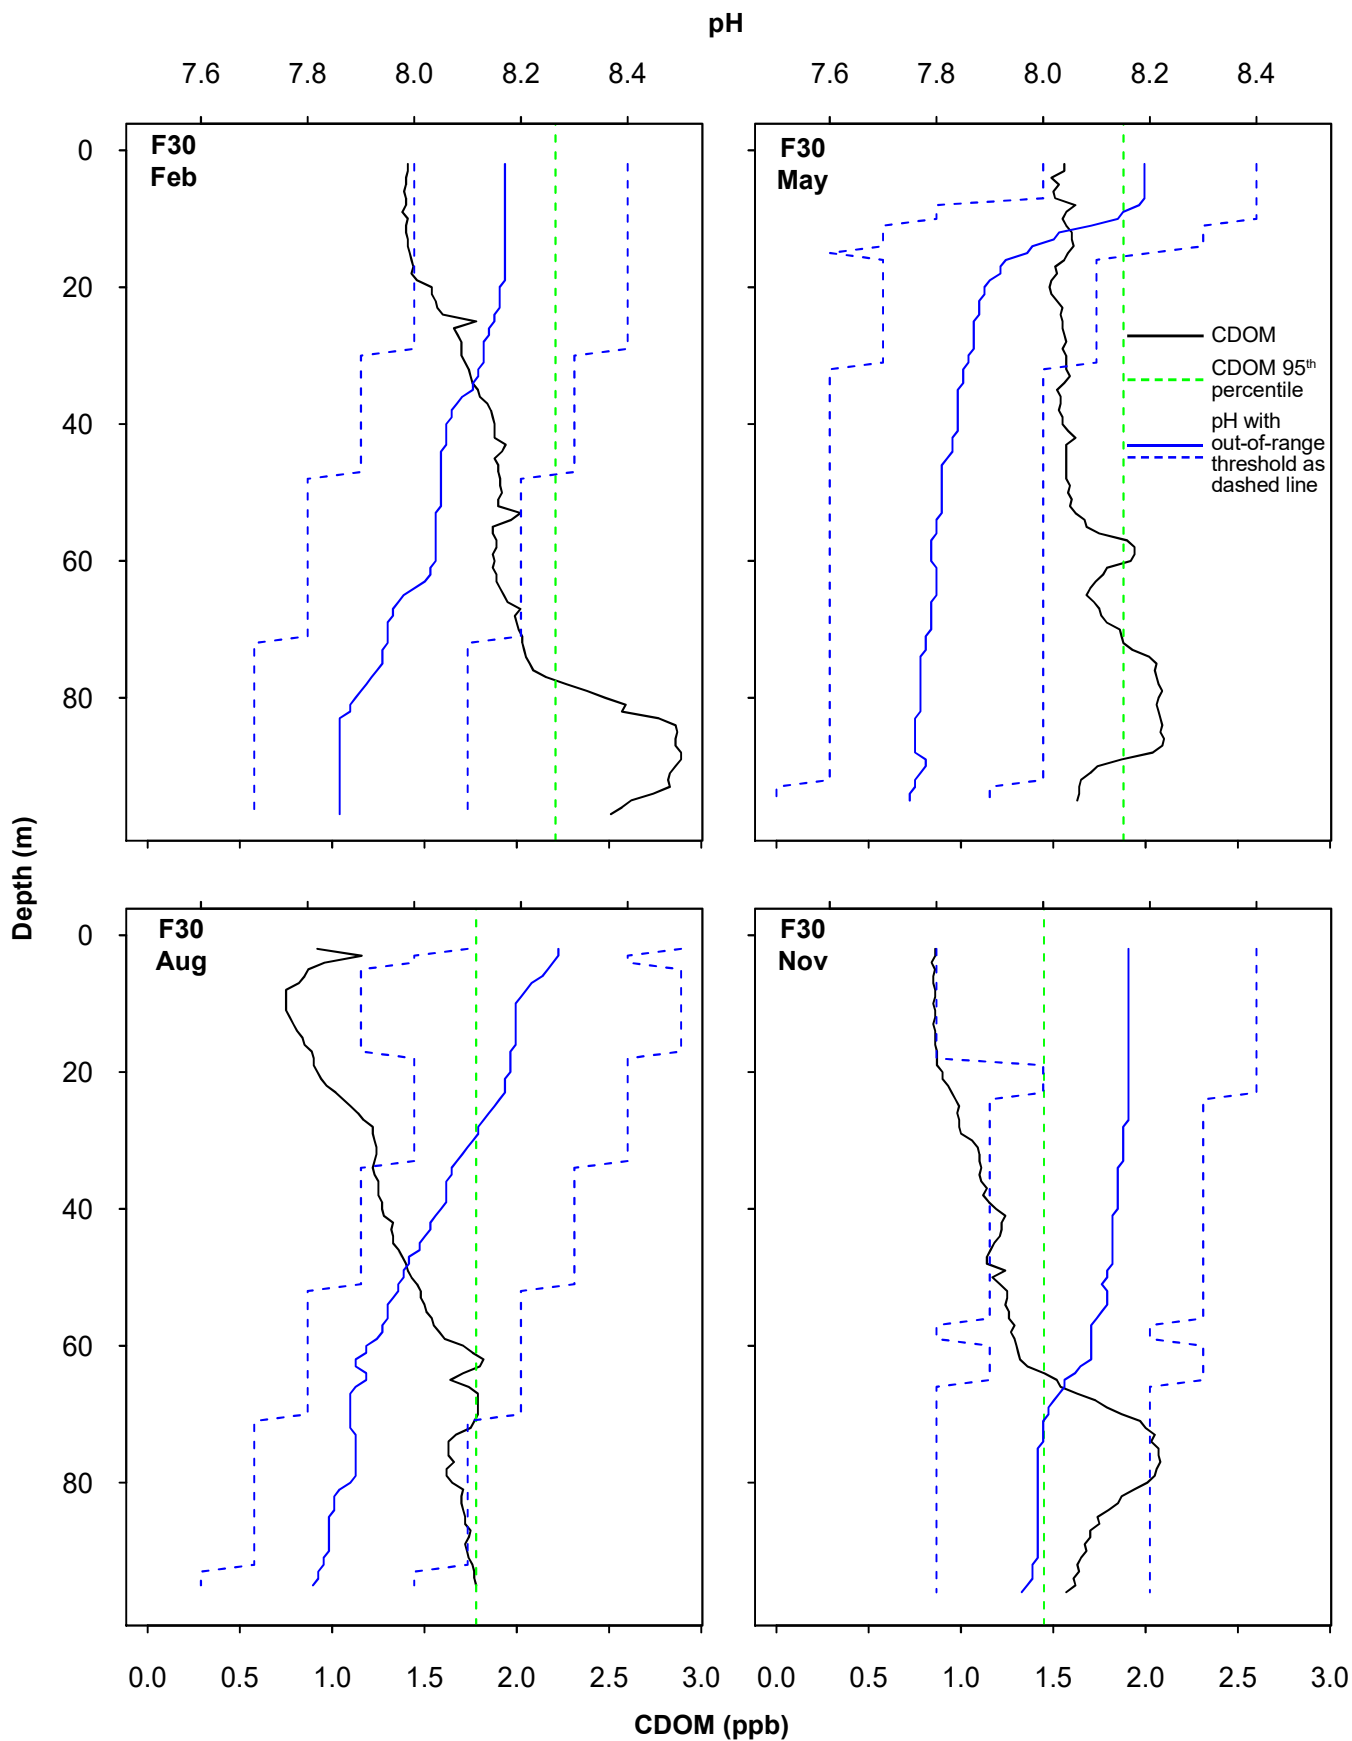 pH
7.6 7.8 8.0 8.2 8.4 7.6 7.8 8.0 8.2 8.4
F30
Feb
F30
May
0
20
40
60
80
CDOM
CDOM 95th
percentile
pH with
out-of-range
threshold as
dashed line
Depth (m)
F30
Aug
F30
Nov
0
20
40
60
80
0.0 0.5 1.0 1.5 2.0 2.5 3.0 0.0 0.5 1.0 1.5 2.0 2.5 3.0
CDOM (ppb)